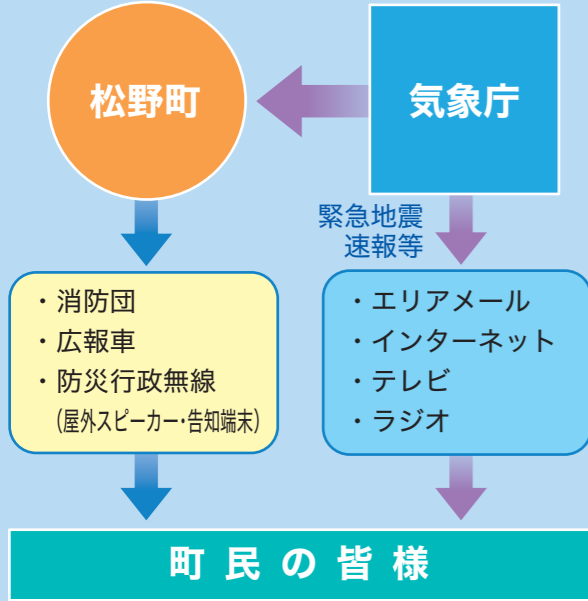 松野町
気象庁
緊急地震
速報等
・消防団
・広報車
・防災行政無線
(屋外スピーカー・告知端末)
・エリアメール
・インターネット
・テレビ
・ラジオ
町民の皆様